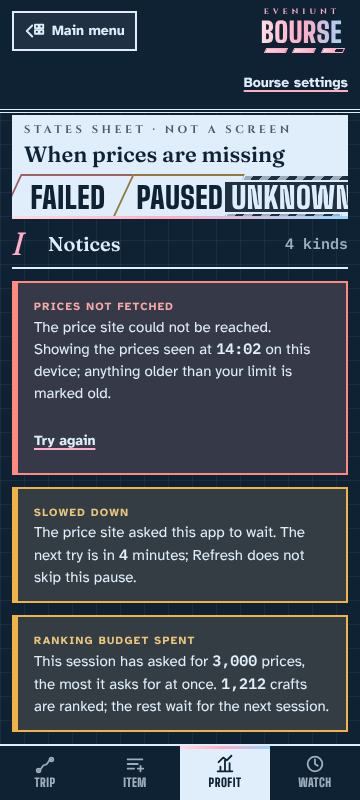 Main menu
EVENIUNT
BOURSE
Bourse settings
STATES SHEET · NOT A SCREEN
When prices are missing
FAILED PAUSED UNKNOWN
I Notices 4 kinds
PRICES NOT FETCHED
The price site could not be reached.
Showing the prices seen at 14:02 on this
device; anything older than your limit is
marked old.
Try again
SLOWED DOWN
The price site asked this app to wait. The
next try is in 4 minutes; Refresh does not
skip this pause.
RANKING BUDGET SPENT
This session has asked for 3,000 prices,
the most it asks for at once. 1,212 crafts
are ranked; the rest wait for the next session.
TRIP ITEM PROFIT WATCH